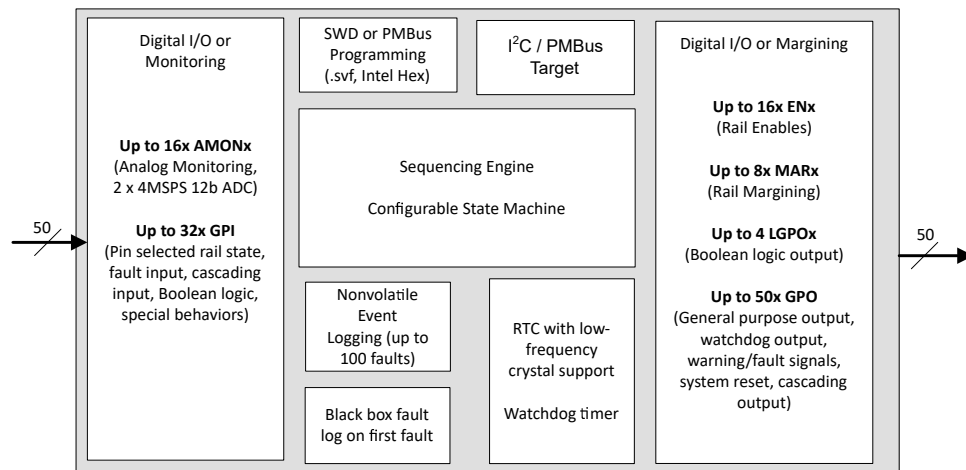 Digital I/O or
Monitoring
Up to 16x AMONx
(Analog Monitoring,
2 x 4MSPS 12b ADC)
Up to 32x GPI
(Pin selected rail state,
fault input, cascading
input, Boolean logic,
special behaviors)
50
SWD or PMBus
Programming
(.svf, Intel Hex)
I²C / PMBus
Target
Sequencing Engine
Configurable State Machine
Nonvolatile
Event
Logging (up to
100 faults)
Black box fault
log on first fault
RTC with low-
frequency
crystal support
Watchdog timer
Digital I/O or Margining
Up to 16x ENx
(Rail Enables)
Up to 8x MARx
(Rail Margining)
Up to 4 LGPOx
(Boolean logic output)
Up to 50x GPO
(General purpose output,
watchdog output,
warning/fault signals,
system reset, cascading
output)
50